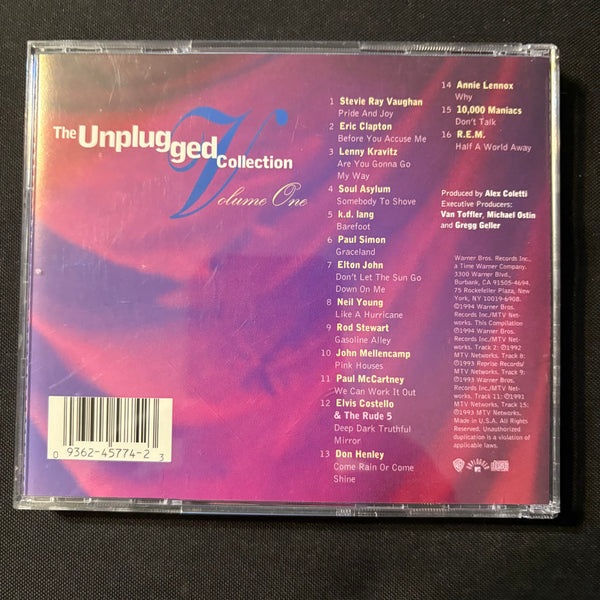 The Unplugged Collection
V
Volume One
1 Stevie Ray Vaughan
Pride And Joy
2 Eric Clapton
Before You Accuse Me
3 Lenny Kravitz
Are You Gonna Go
My Way
4 Soul Asylum
Somebody To Shove
5 k.d. lang
Barefoot
6 Paul Simon
Graceland
7 Elton John
Don't Let The Sun Go
Down On Me
8 Neil Young
Like A Hurricane
9 Rod Stewart
Gasoline Alley
10 John Mellencamp
Pink Houses
11 Paul McCartney
We Can Work It Out
12 Elvis Costello
& The Rude 5
Deep Dark Truthful
Mirror
13 Don Henley
Come Rain Or Come
Shine
14 Annie Lennox
Why
15 10,000 Maniacs
Don't Talk
16 R.E.M.
Half A World Away
Produced by Alex Coletti
Executive Producers:
Van Toffler, Michael Ostin
and Gregg Geller
Warner Bros. Records Inc.,
a Time Warner Company.
3300 Warner Blvd.,
Burbank, CA 91505-4694.
75 Rockefeller Plaza, New
York, NY 10019-6908.
©1994 Warner Bros.
Records Inc./MTV Networks.
This Compilation
℗1994 Warner Bros.
Records Inc./MTV Networks.
Track 2: ℗1992
MTV Networks. Track 8:
℗1993 Reprise Records/
MTV Networks. Track 9:
℗1993 Warner Bros.
Records Inc./MTV Networks.
Track 11: ℗1991
MTV Networks. Track 15:
℗1993 MTV Networks.
Made in U.S.A. All Rights
Reserved. Unauthorized
duplication is a violation of
applicable laws.
0 9362-45774-2 3
WB
UNPLUGGED
MTV
COMPACT
disc
DIGITAL AUDIO